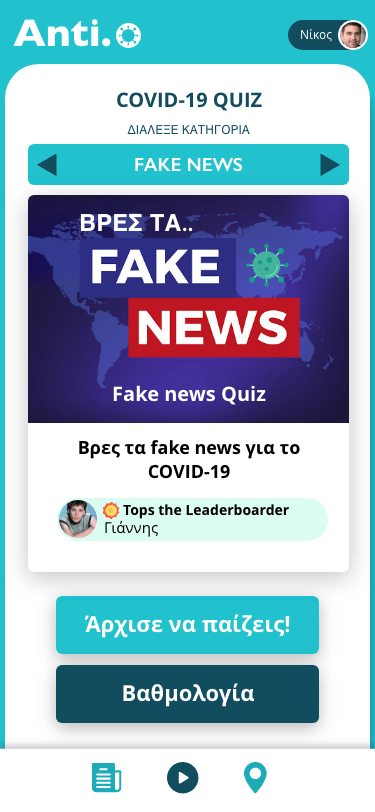 Anti.
Νίκος
COVID-19 QUIZ
ΔΙΑΛΕΞΕ ΚΑΤΗΓΟΡΙΑ
FAKE NEWS
ΒΡΕΣ ΤΑ..
FAKE
NEWS
Fake news Quiz
Βρες τα fake news για το
COVID-19
Tops the Leaderboarder
Γιάννης
Άρχισε να παίζεις!
Βαθμολογία